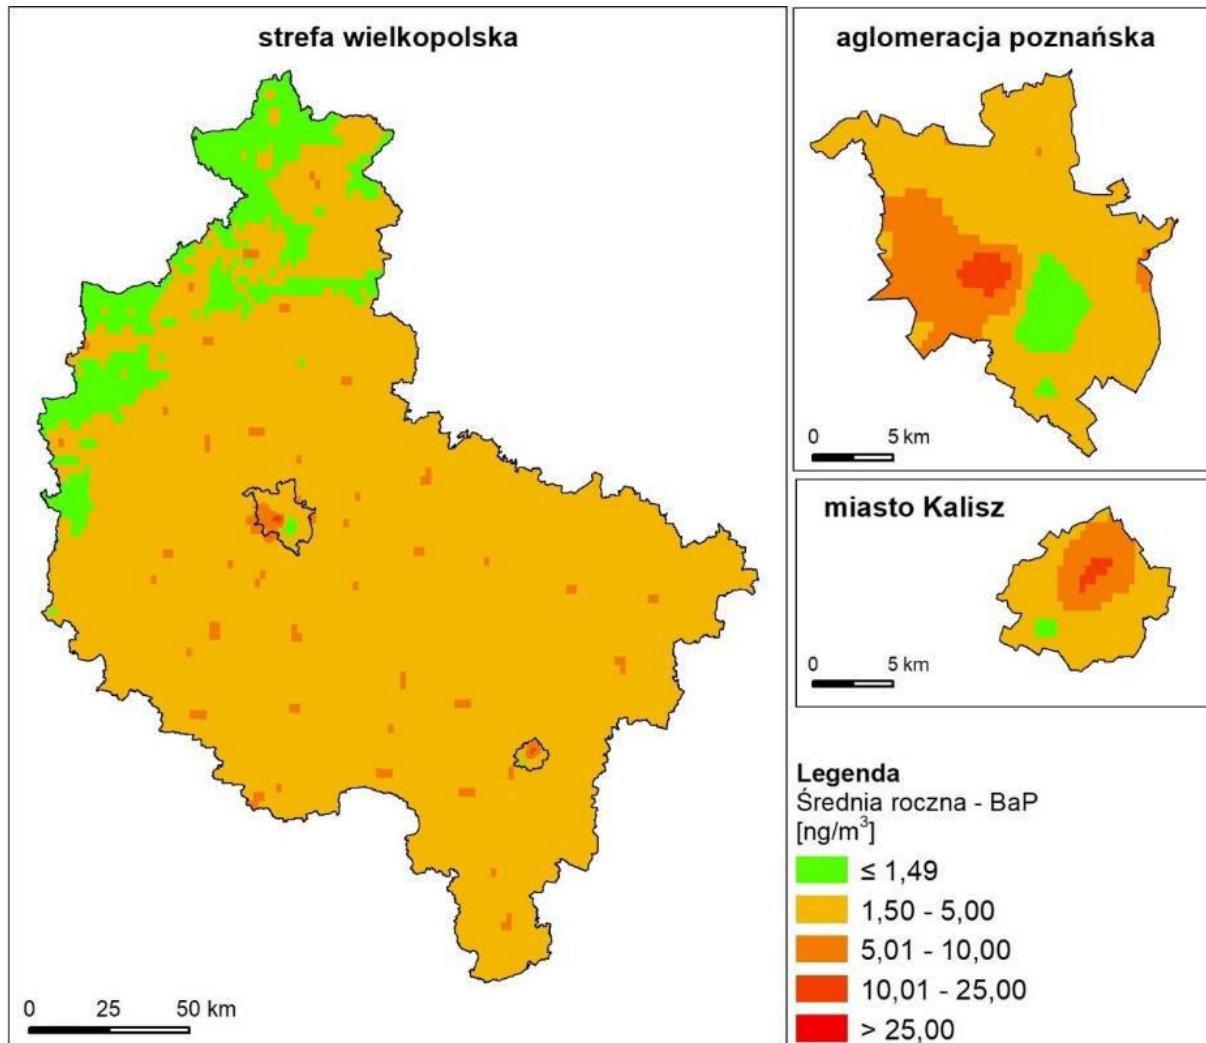 strefa wielkopolska
0 25 50 km
aglomeracja poznańska
0 5 km
miasto Kalisz
0 5 km
Legenda
Średnia roczna - BaP
[ng/m³]
≤ 1,49
1,50 - 5,00
5,01 - 10,00
10,01 - 25,00
> 25,00